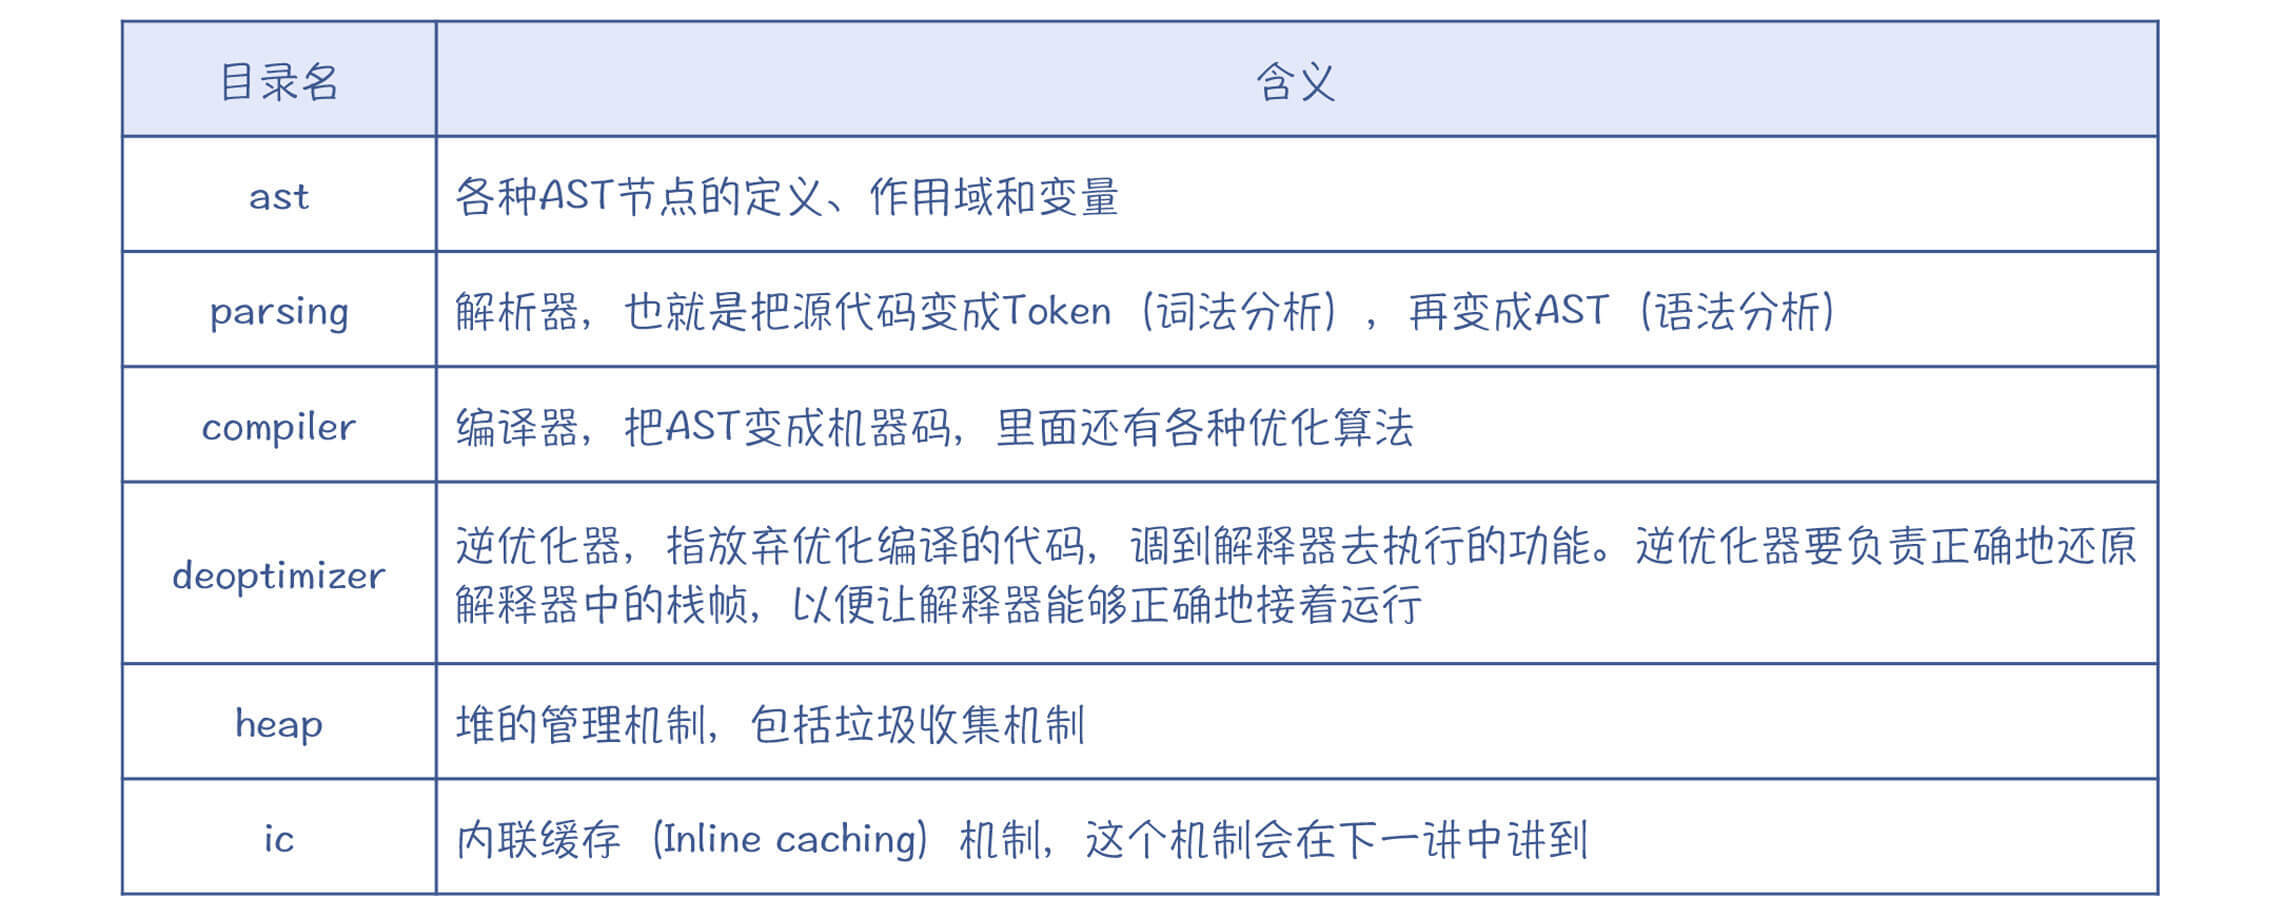 目录名
含义
ast
各种AST节点的定义、作用域和变量
parsing
解析器，也就是把源代码变成Token（词法分析），再变成AST（语法分析）
compiler
编译器，把AST变成机器码，里面还有各种优化算法
deoptimizer
逆优化器，指放弃优化编译的代码，调到解释器去执行的功能。逆优化器要负责正确地还原
解释器中的栈帧，以便让解释器能够正确地接着运行
heap
堆的管理机制，包括垃圾收集机制
ic
内联缓存（Inline caching）机制，这个机制会在下一讲中讲到